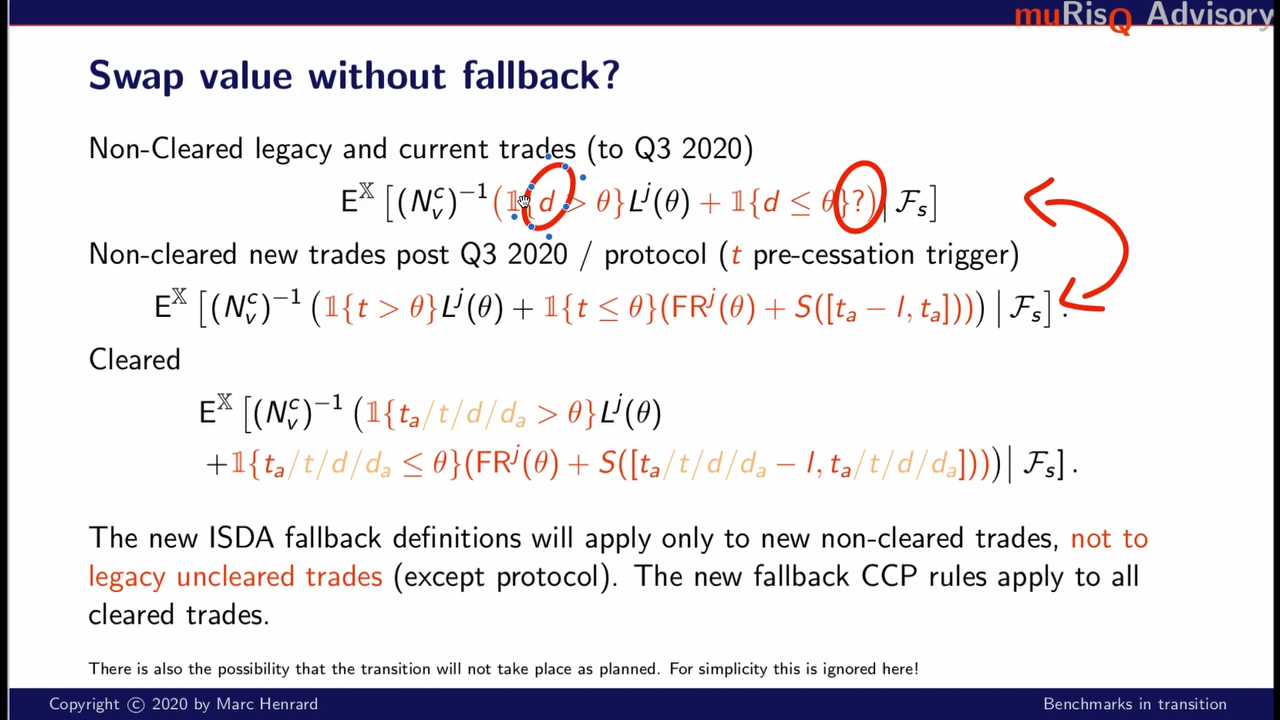 muRisQ Advisory
Swap value without fallback?
Non-Cleared legacy and current trades (to Q3 2020)
E^𝕏 [(N_v^c)^{-1}(𝟙{d > θ}L^j(θ) + 𝟙{d ≤ θ}?)| ℱ_s]
Non-cleared new trades post Q3 2020 / protocol (t pre-cessation trigger)
E^𝕏 [(N_v^c)^{-1} (𝟙{t > θ}L^j(θ) + 𝟙{t ≤ θ}(FR^j(θ) + S([t_a − l, t_a]))) | ℱ_s] .
Cleared
E^𝕏 [(N_v^c)^{-1} (𝟙{t_a/t/d/d_a > θ}L^j(θ)
+𝟙{t_a/t/d/d_a ≤ θ}(FR^j(θ) + S([t_a/t/d/d_a − l, t_a/t/d/d_a])))| ℱ_s] .
The new ISDA fallback definitions will apply only to new non-cleared trades, not to
legacy uncleared trades (except protocol). The new fallback CCP rules apply to all
cleared trades.
There is also the possibility that the transition will not take place as planned. For simplicity this is ignored here!
Copyright © 2020 by Marc Henrard
Benchmarks in transition